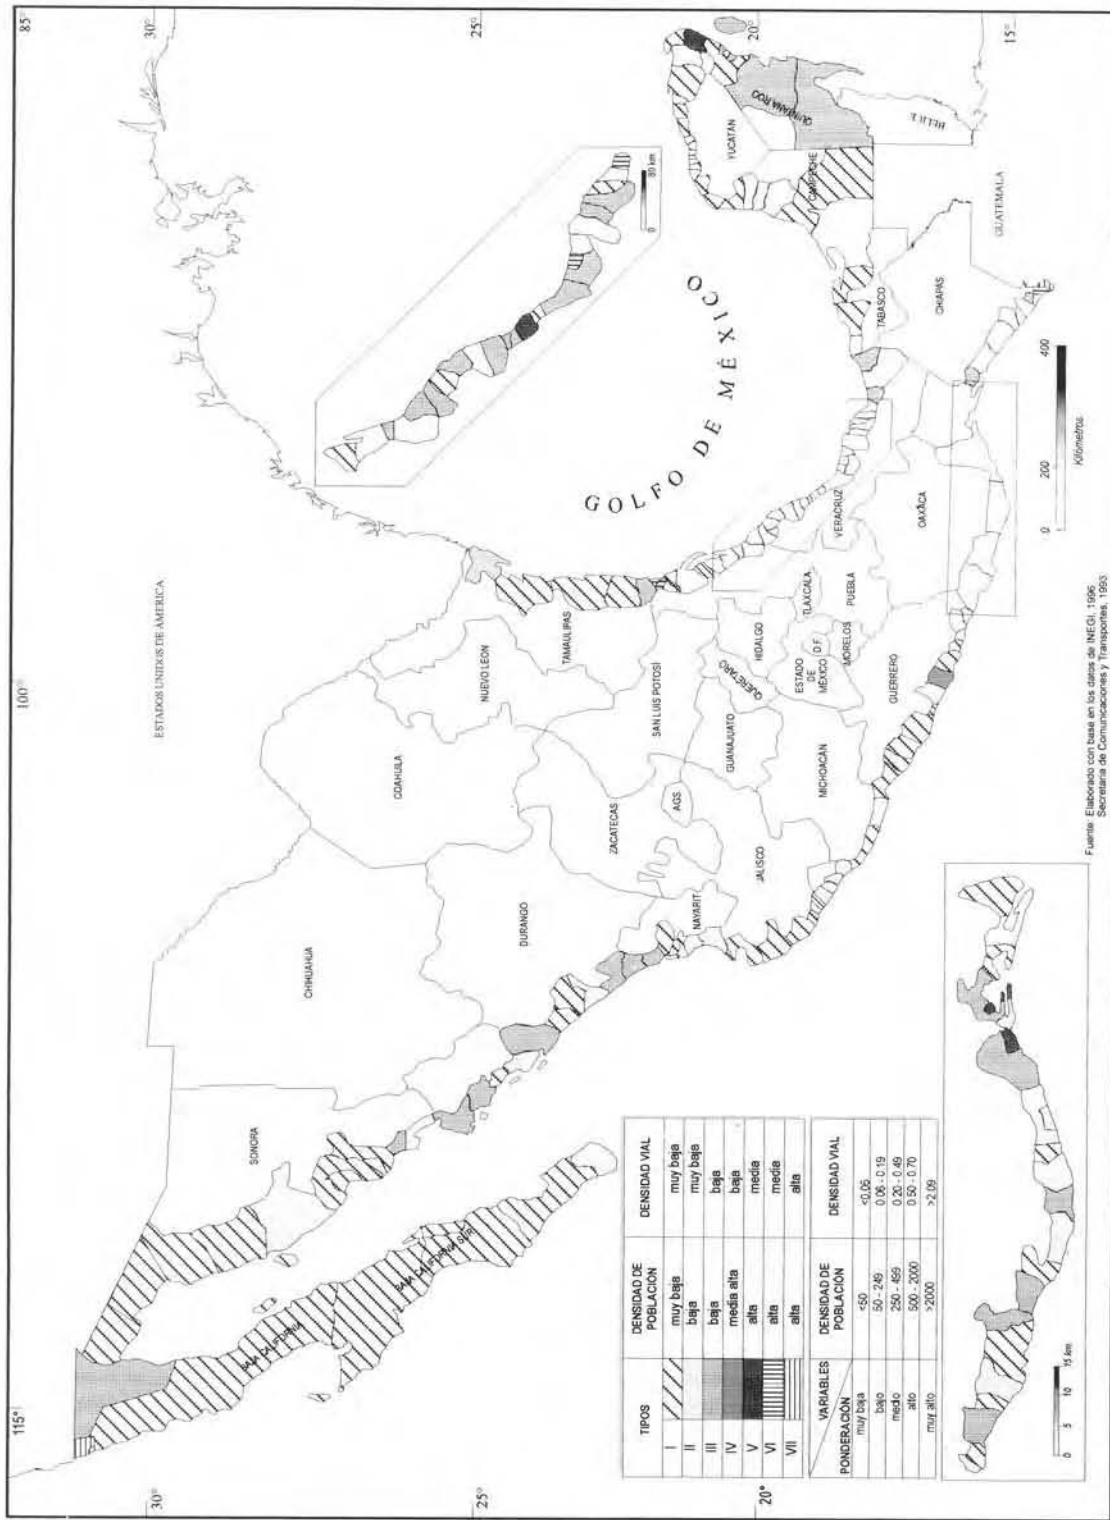 115°
100°
85°
30°
30°
25°
25°
20°
20°
15°
ESTADOS UNIDOS DE AMERICA
BAJA CALIFORNIA
BAJA CALIFORNIA SUR
SONORA
CHIHUAHUA
COAHUILA
NUEVO LEON
TAMAULIPAS
DURANGO
ZACATECAS
SAN LUIS POTOSÍ
NAYARIT
AGS.
JALISCO
GUANAJUATO
QUERÉTARO
HIDALGO
MICHOACÁN
ESTADO
DE
MÉXICO
D.F.
TLAXCALA
MORELOS
PUEBLA
VERACRUZ
GUERRERO
OAXACA
TABASCO
CHIAPAS
CAMPECHE
YUCATÁN
QUINTANA ROO
BELICE
GUATEMALA
GOLFO DE MÉXICO
0 80 km
0 200 400
Kilómetros
TIPOS DENSIDAD DE POBLACIÓN DENSIDAD VIAL
I muy baja muy baja
II baja muy baja
III baja baja
IV media alta baja
V alta media
VI alta media
VII alta alta
VARIABLES DENSIDAD DE POBLACIÓN DENSIDAD VIAL
PONDERACIÓN
muy baja <50 <0.05
bajo 50 - 249 0.06 - 0.19
medio 250 - 499 0.20 - 0.49
alto 500 - 2000 0.50 - 0.70
muy alto >2000 >2.09
0 5 10 15 km
Fuente: Elaborado con base en los datos de INEGI, 1996
Secretaría de Comunicaciones y Transportes, 1993